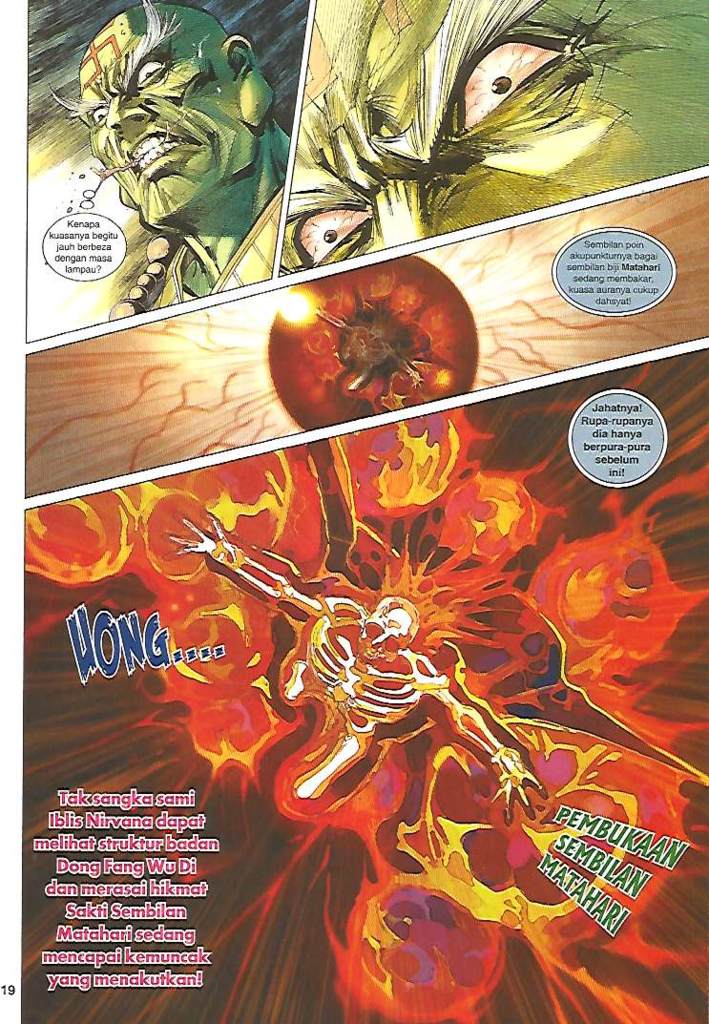 Kenapa
kuasanya begitu
jauh berbeza
dengan masa
lampau?
Sembilan poin
akupunkturya bagai
sembilan biji Matahari
sedang membakar,
kuasa auranya cukup
dahsyat!
Jahatnya!
Rupa-rupanya
dia hanya
berpura-pura
sebelum
ini!
UONG....
Tak sangka sami
Iblis Nirvana dapat
melihat struktur badan
Dong Fang Wu Di
dan merasai hikmat
Sakti Sembilan
Matahari sedang
mencapai kemuncak
yang menakutkan!
PEMBUKAAN
SEMBILAN
MATAHARI
19